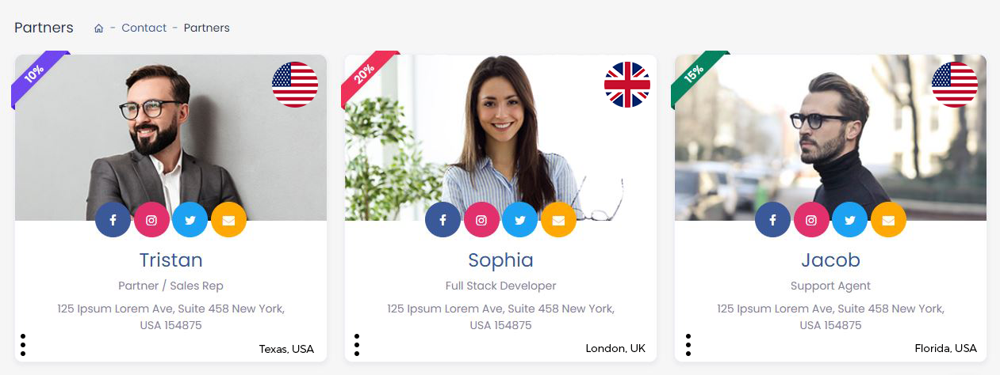 Partners - Contact - Partners
10%
20%
15%
Tristan
Partner / Sales Rep
125 Ipsum Lorem Ave, Suite 458 New York,
USA 154875
Texas, USA
Sophia
Full Stack Developer
125 Ipsum Lorem Ave, Suite 458 New York,
USA 154875
London, UK
Jacob
Support Agent
125 Ipsum Lorem Ave, Suite 458 New York,
USA 154875
Florida, USA